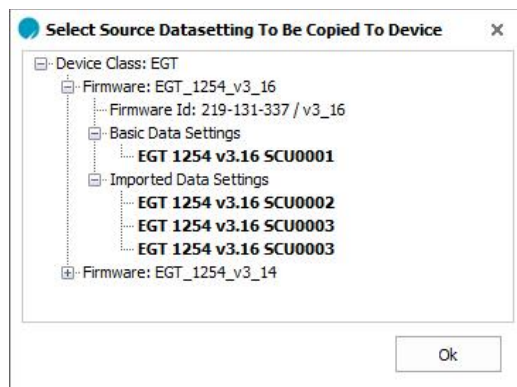 Select Source Datasetting To Be Copied To Device
Device Class: EGT
Firmware: EGT_1254_v3_16
Firmware Id: 219-131-337 / v3_16
Basic Data Settings
EGT 1254 v3.16 SCU0001
Imported Data Settings
EGT 1254 v3.16 SCU0002
EGT 1254 v3.16 SCU0003
EGT 1254 v3.16 SCU0003
Firmware: EGT_1254_v3_14
Ok